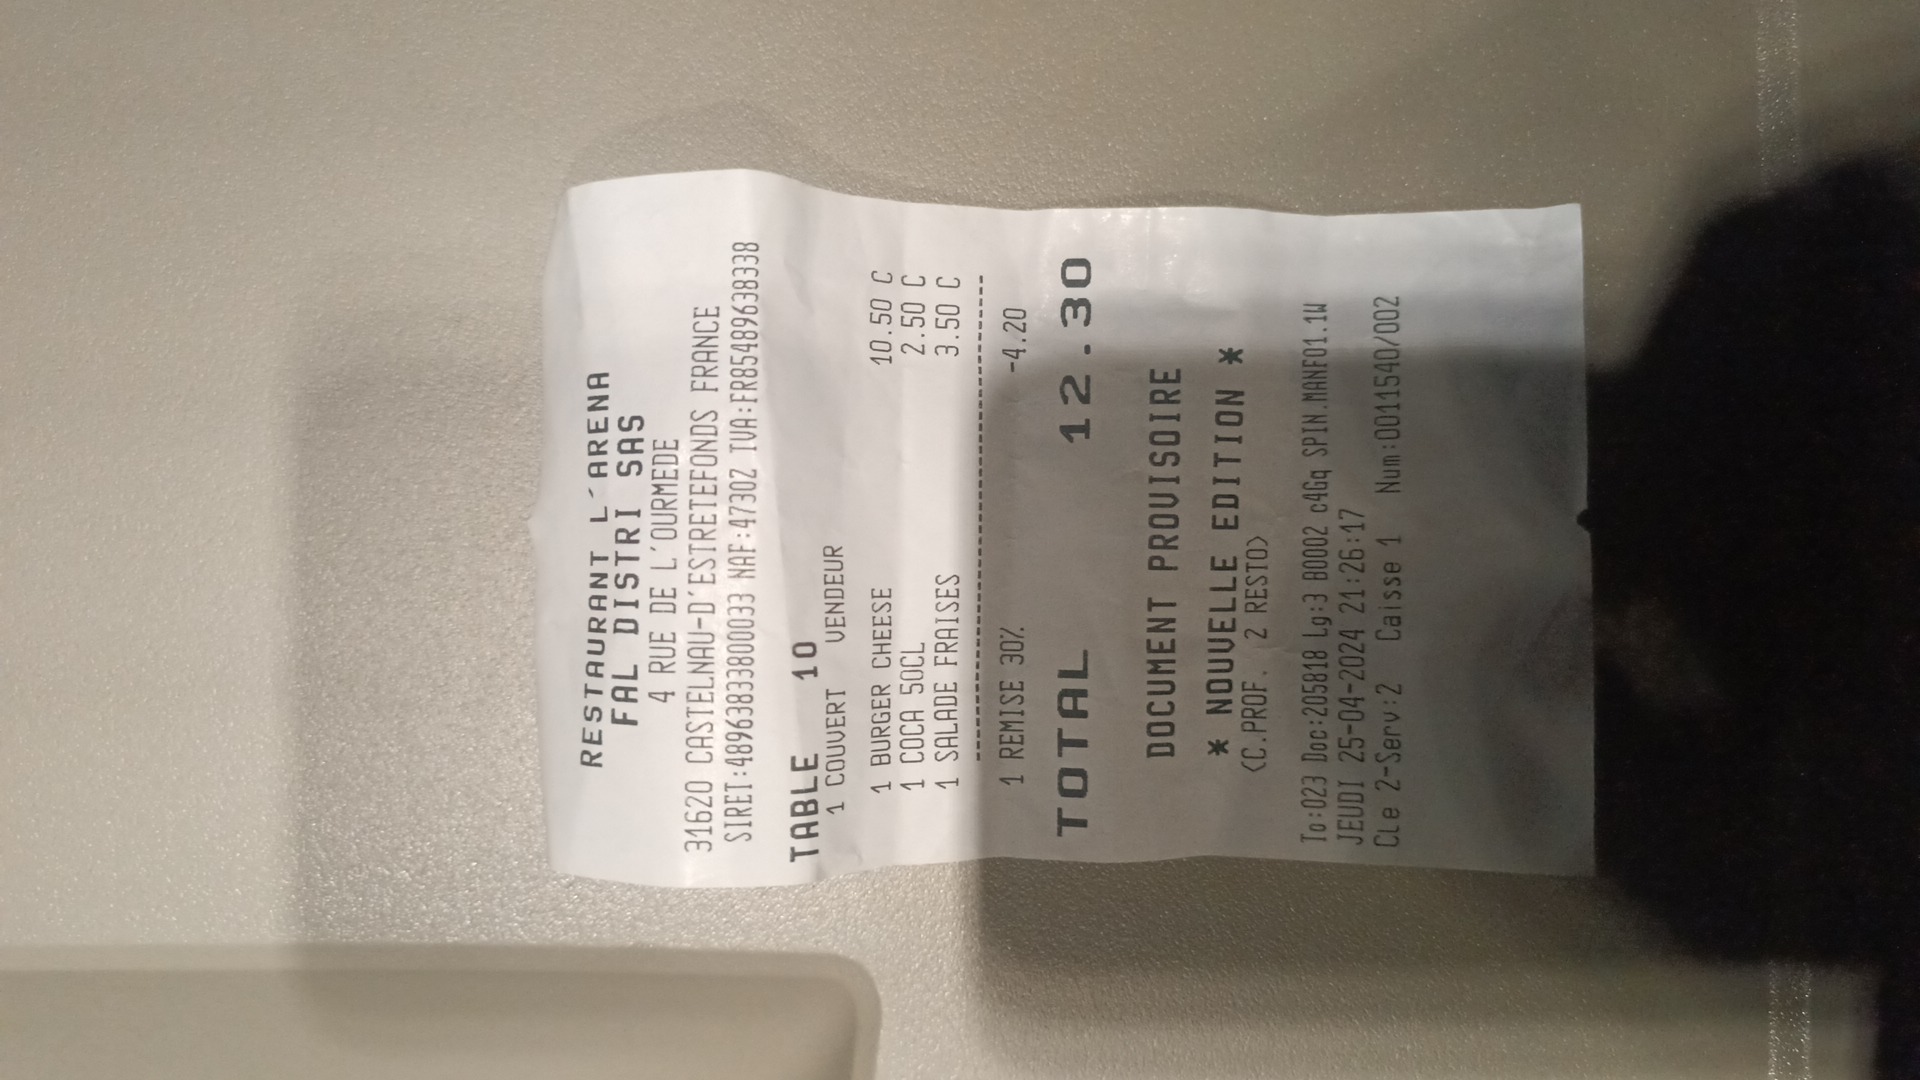 RESTAURANT L´ARENA
FAL DISTRI SAS
4 RUE DE L´OURMEDE
31620 CASTELNAU-D´ESTRETEFONDS FRANCE
SIRET:48963833800033 NAF:4730Z TVA:FR85489638338
TABLE 10
1 COUVERT VENDEUR
1 BURGER CHEESE 10.50 C
1 COCA 50CL 2.50 C
1 SALADE FRAISES 3.50 C
1 REMISE 30% -4.20
TOTAL 12.30
DOCUMENT PROVISOIRE
* NOUVELLE EDITION *
<C.PROF. 2 RESTO>
To:023 Doc:205818 Lg:3 B0002 c4Gq SPIN.MANF01.1W
JEUDI 25-04-2024 21:26:17
Cle 2-Serv:2 Caisse 1 Num:0011540/002